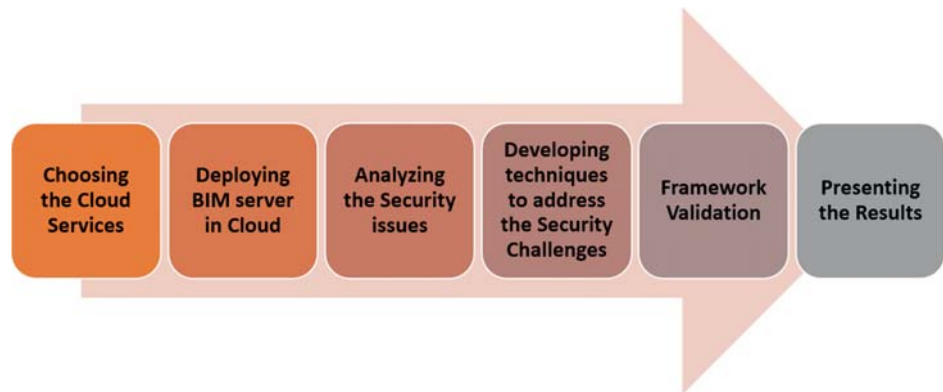 Choosing
the Cloud
Services
Deploying
BIM server
in Cloud
Analyzing
the Security
issues
Developing
techniques
to address
the Security
Challenges
Framework
Validation
Presenting
the Results